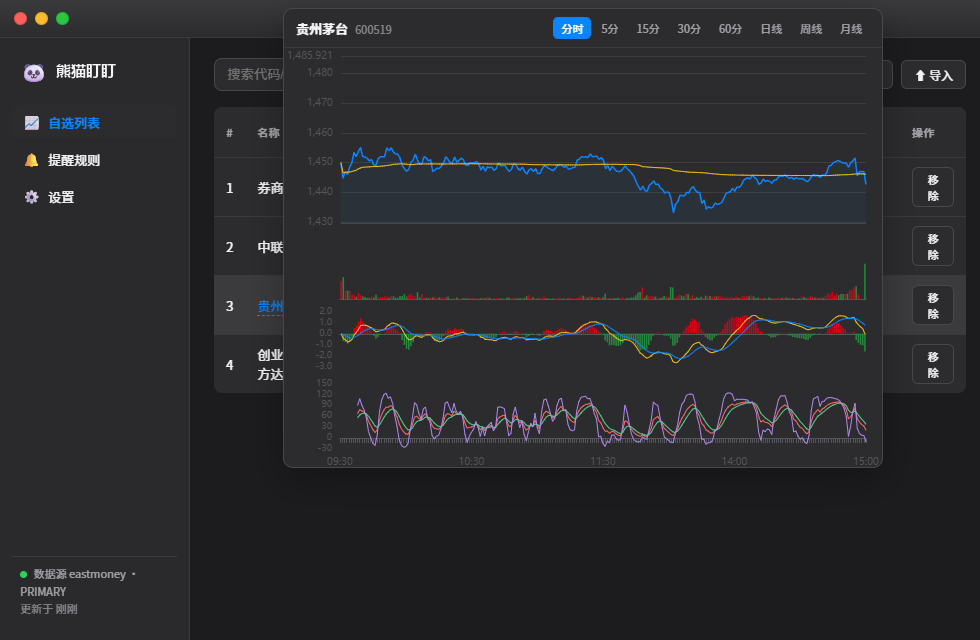 贵州茅台 600519 分时 5分 15分 30分 60分 日线 周线 月线
熊猫盯盯
自选列表
提醒规则
设置
数据源 eastmoney ·
PRIMARY
更新于 刚刚
搜索代码/
导入
# 名称 操作
1 券商 移除
2 中联 移除
3 贵州 移除
4 创业
方达 移除
1,485.921
1,480
1,470
1,460
1,450
1,440
1,430
2.0
1.0
0.0
-1.0
-2.0
-3.0
150
120
90
60
30
0
-30
09:30 10:30 11:30 14:00 15:00